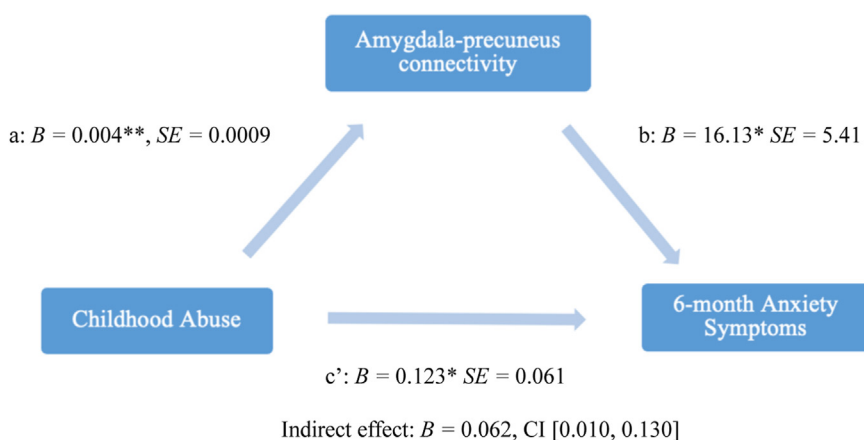 Amygdala-precuneus
connectivity
a: B = 0.004**, SE = 0.0009
b: B = 16.13* SE = 5.41
Childhood Abuse
6-month Anxiety
Symptoms
c’: B = 0.123* SE = 0.061
Indirect effect: B = 0.062, CI [0.010, 0.130]